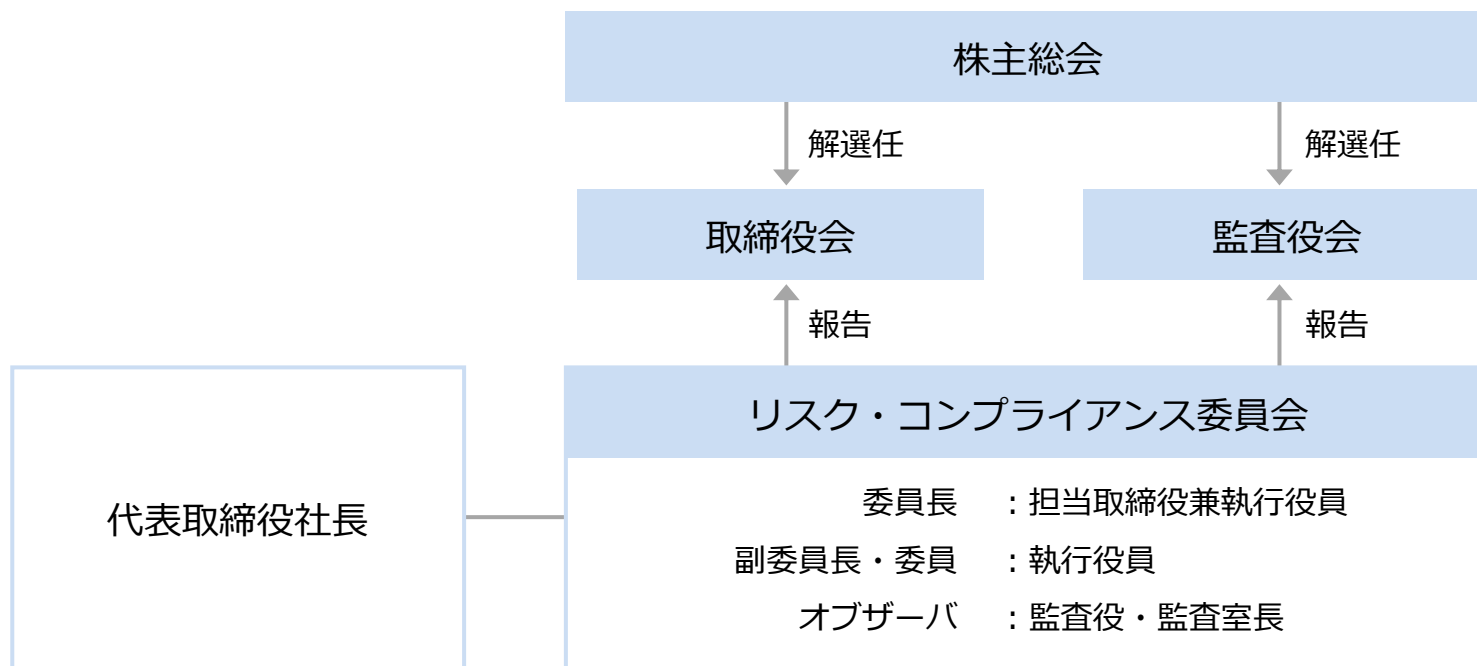 株主総会
解選任 解選任
取締役会 監査役会
報告 報告
リスク・コンプライアンス委員会
代表取締役社長
委員長 ：担当取締役兼執行役員
副委員長・委員 ：執行役員
オブザーバ ：監査役・監査室長